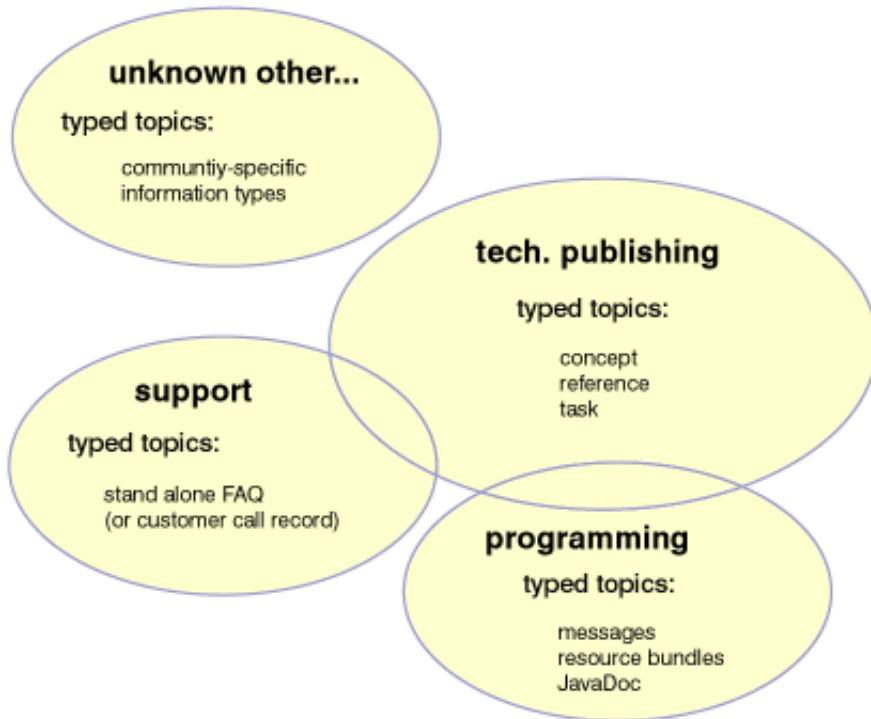 unknown other...
typed topics:
communtiy-specific
information types
tech. publishing
typed topics:
concept
reference
task
support
typed topics:
stand alone FAQ
(or customer call record)
programming
typed topics:
messages
resource bundles
JavaDoc